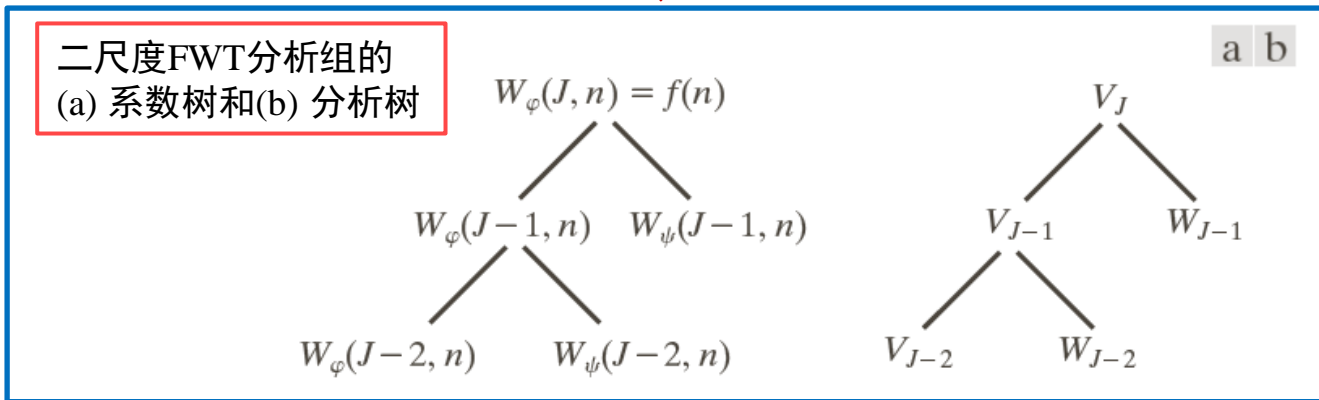 二尺度FWT分析组的
(a) 系数树和(b) 分析树
a b
W_φ(J, n) = f(n)
V_J
W_φ(J−1, n) W_ψ(J−1, n)
V_{J−1} W_{J−1}
W_φ(J−2, n) W_ψ(J−2, n)
V_{J−2} W_{J−2}